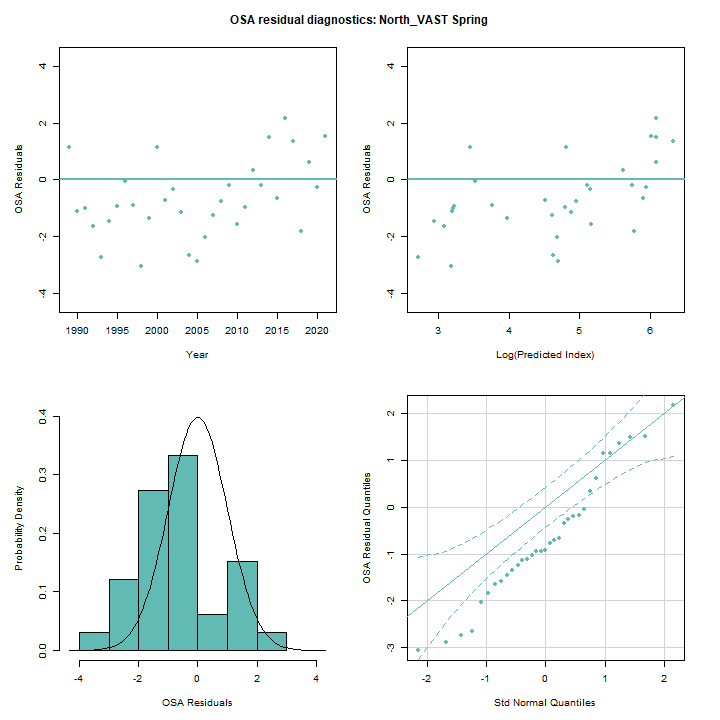 OSA residual diagnostics: North_VAST Spring
OSA Residuals
4
2
0
-2
-4
1990 1995 2000 2005 2010 2015 2020
Year
OSA Residuals
4
2
0
-2
-4
3 4 5 6
Log(Predicted Index)
Probability Density
0.4
0.3
0.2
0.1
0.0
-4 -2 0 2 4
OSA Residuals
OSA Residual Quantiles
2
1
0
-1
-2
-3
-2 -1 0 1 2
Std Normal Quantiles